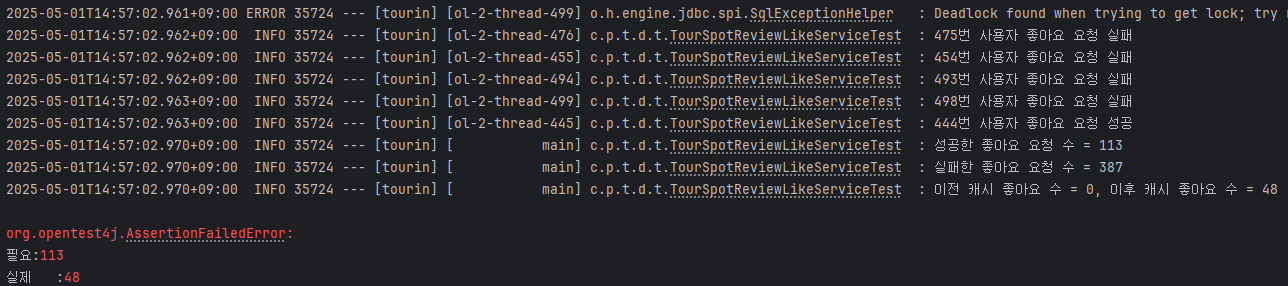 2025-05-01T14:57:02.961+09:00 ERROR 35724 --- [tourin] [ol-2-thread-499] o.h.engine.jdbc.spi.SqlExceptionHelper   : Deadlock found when trying to get lock; try
2025-05-01T14:57:02.962+09:00  INFO 35724 --- [tourin] [ol-2-thread-476] c.p.t.d.t.TourSpotReviewLikeServiceTest  : 475번 사용자 좋아요 요청 실패
2025-05-01T14:57:02.962+09:00  INFO 35724 --- [tourin] [ol-2-thread-455] c.p.t.d.t.TourSpotReviewLikeServiceTest  : 454번 사용자 좋아요 요청 실패
2025-05-01T14:57:02.962+09:00  INFO 35724 --- [tourin] [ol-2-thread-494] c.p.t.d.t.TourSpotReviewLikeServiceTest  : 493번 사용자 좋아요 요청 실패
2025-05-01T14:57:02.963+09:00  INFO 35724 --- [tourin] [ol-2-thread-499] c.p.t.d.t.TourSpotReviewLikeServiceTest  : 498번 사용자 좋아요 요청 실패
2025-05-01T14:57:02.963+09:00  INFO 35724 --- [tourin] [ol-2-thread-445] c.p.t.d.t.TourSpotReviewLikeServiceTest  : 444번 사용자 좋아요 요청 성공
2025-05-01T14:57:02.970+09:00  INFO 35724 --- [tourin] [           main] c.p.t.d.t.TourSpotReviewLikeServiceTest  : 성공한 좋아요 요청 수 = 113
2025-05-01T14:57:02.970+09:00  INFO 35724 --- [tourin] [           main] c.p.t.d.t.TourSpotReviewLikeServiceTest  : 실패한 좋아요 요청 수 = 387
2025-05-01T14:57:02.970+09:00  INFO 35724 --- [tourin] [           main] c.p.t.d.t.TourSpotReviewLikeServiceTest  : 이전 캐시 좋아요 수 = 0, 이후 캐시 좋아요 수 = 48
org.opentest4j.AssertionFailedError:
필요:113
실제   :48